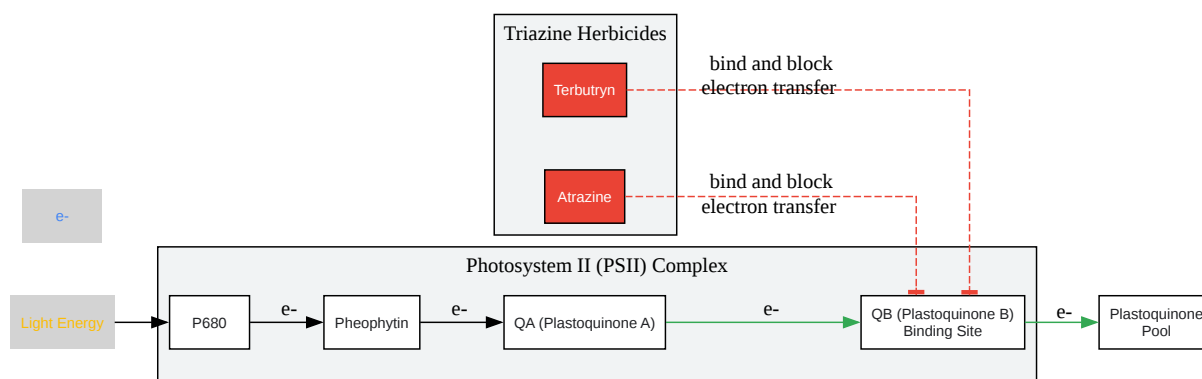 Triazine Herbicides
bind and block
electron transfer
Terbutryn
bind and block
electron transfer
Atrazine
e-
Photosystem II (PSII) Complex
Light Energy
P680
e-
Pheophytin
e-
QA (Plastoquinone A)
e-
QB (Plastoquinone B)
Binding Site
e-
Plastoquinone
Pool